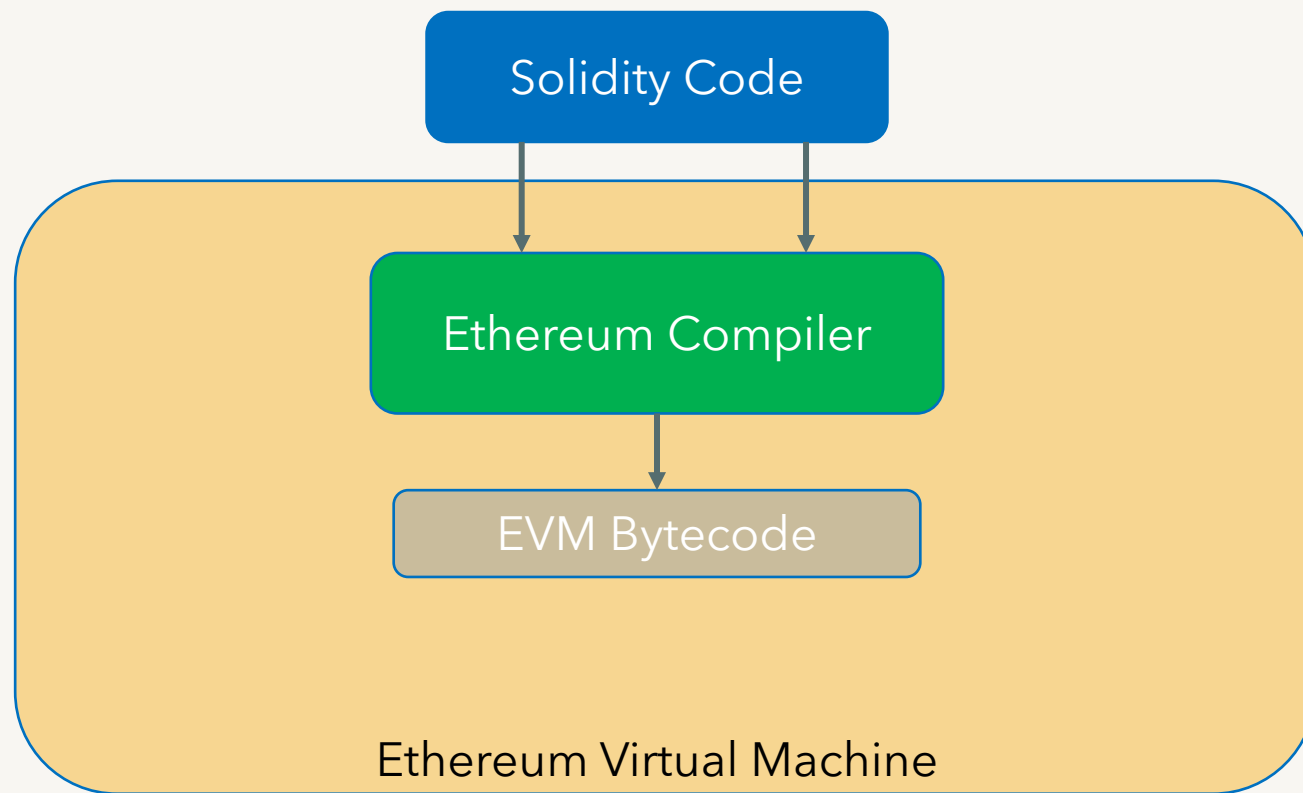 Solidity Code
Ethereum Compiler
EVM Bytecode
Ethereum Virtual Machine